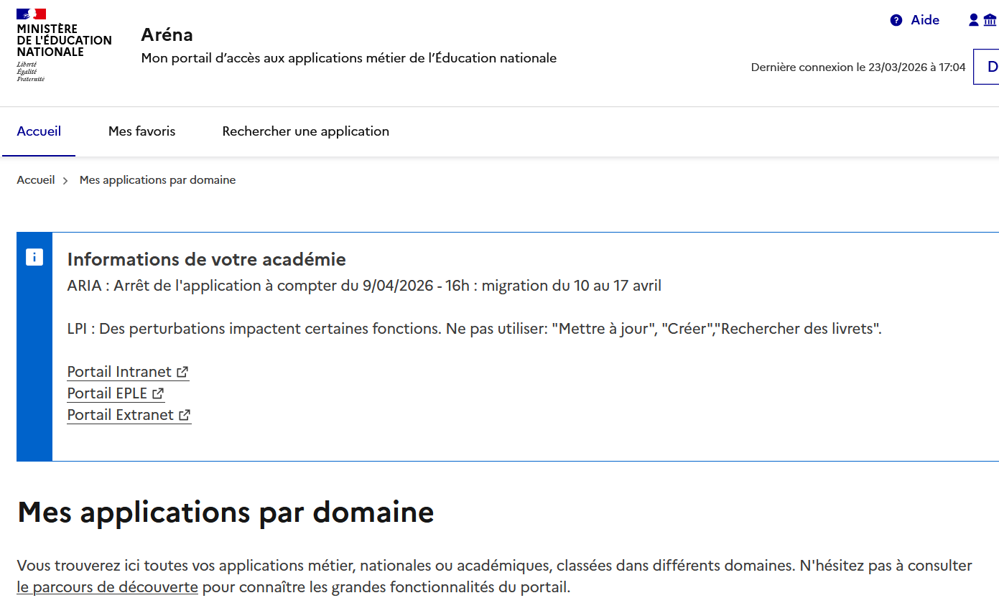 MINISTÈRE
DE L'ÉDUCATION
NATIONALE
Liberté
Égalité
Fraternité
Aréna
Mon portail d’accès aux applications métier de l’Éducation nationale
Aide
Dernière connexion le 23/03/2026 à 17:04
D
Accueil
Mes favoris
Rechercher une application
Accueil
Mes applications par domaine
Informations de votre académie
ARIA : Arrêt de l'application à compter du 9/04/2026 - 16h : migration du 10 au 17 avril
LPI : Des perturbations impactent certaines fonctions. Ne pas utiliser: "Mettre à jour", "Créer","Rechercher des livrets".
Portail Intranet
Portail EPLE
Portail Extranet
Mes applications par domaine
Vous trouverez ici toutes vos applications métier, nationales ou académiques, classées dans différents domaines. N'hésitez pas à consulter
le parcours de découverte pour connaître les grandes fonctionnalités du portail.